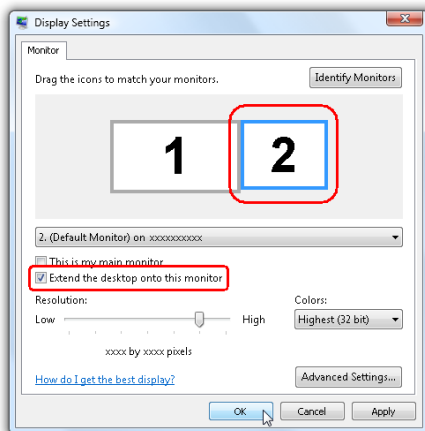 Display Settings
Monitor
Drag the icons to match your monitors.
Identify Monitors
1
2
2. (Default Monitor) on xxxxxxxxxx
This is my main monitor
Extend the desktop onto this monitor
Resolution:
Colors:
Low
High
Highest (32 bit)
xxxx by xxxx pixels
How do I get the best display?
Advanced Settings...
OK
Cancel
Apply